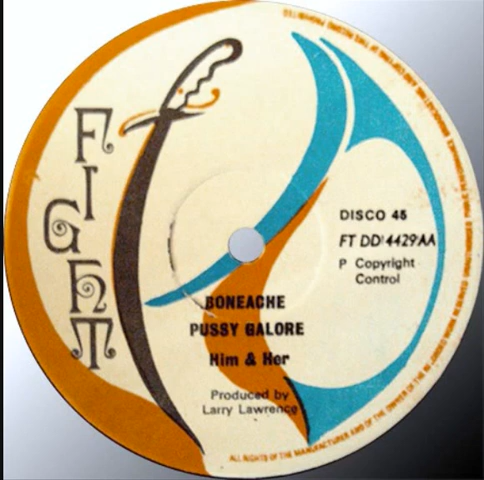 FIGHT
DISCO 45
FT DD 4429AA
P Copyright
Control
BONEACHE
PUSSY GALORE
Him & Her
Produced by
Larry Lawrence
ALL RIGHTS OF THE MANUFACTURER AND OF THE OWNER OF THE